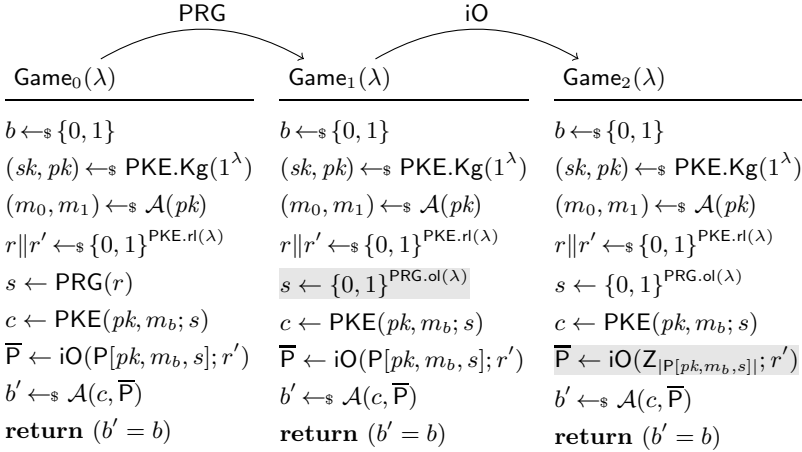 PRG iO
Game₀(λ) Game₁(λ) Game₂(λ)
b ←$ {0, 1} b ←$ {0, 1} b ←$ {0, 1}
(sk, pk) ←$ PKE.Kg(1^λ) (sk, pk) ←$ PKE.Kg(1^λ) (sk, pk) ←$ PKE.Kg(1^λ)
(m₀, m₁) ←$ 𝒜(pk) (m₀, m₁) ←$ 𝒜(pk) (m₀, m₁) ←$ 𝒜(pk)
r‖r′ ←$ {0, 1}^PKE.rl(λ) r‖r′ ←$ {0, 1}^PKE.rl(λ) r‖r′ ←$ {0, 1}^PKE.rl(λ)
s ← PRG(r) s ← {0, 1}^PRG.ol(λ) s ← {0, 1}^PRG.ol(λ)
c ← PKE(pk, m_b; s) c ← PKE(pk, m_b; s) c ← PKE(pk, m_b; s)
P̅ ← iO(P[pk, m_b, s]; r′) P̅ ← iO(P[pk, m_b, s]; r′) P̅ ← iO(Z_|P[pk,m_b,s]|; r′)
b′ ←$ 𝒜(c, P̅) b′ ←$ 𝒜(c, P̅) b′ ←$ 𝒜(c, P̅)
return (b′ = b) return (b′ = b) return (b′ = b)